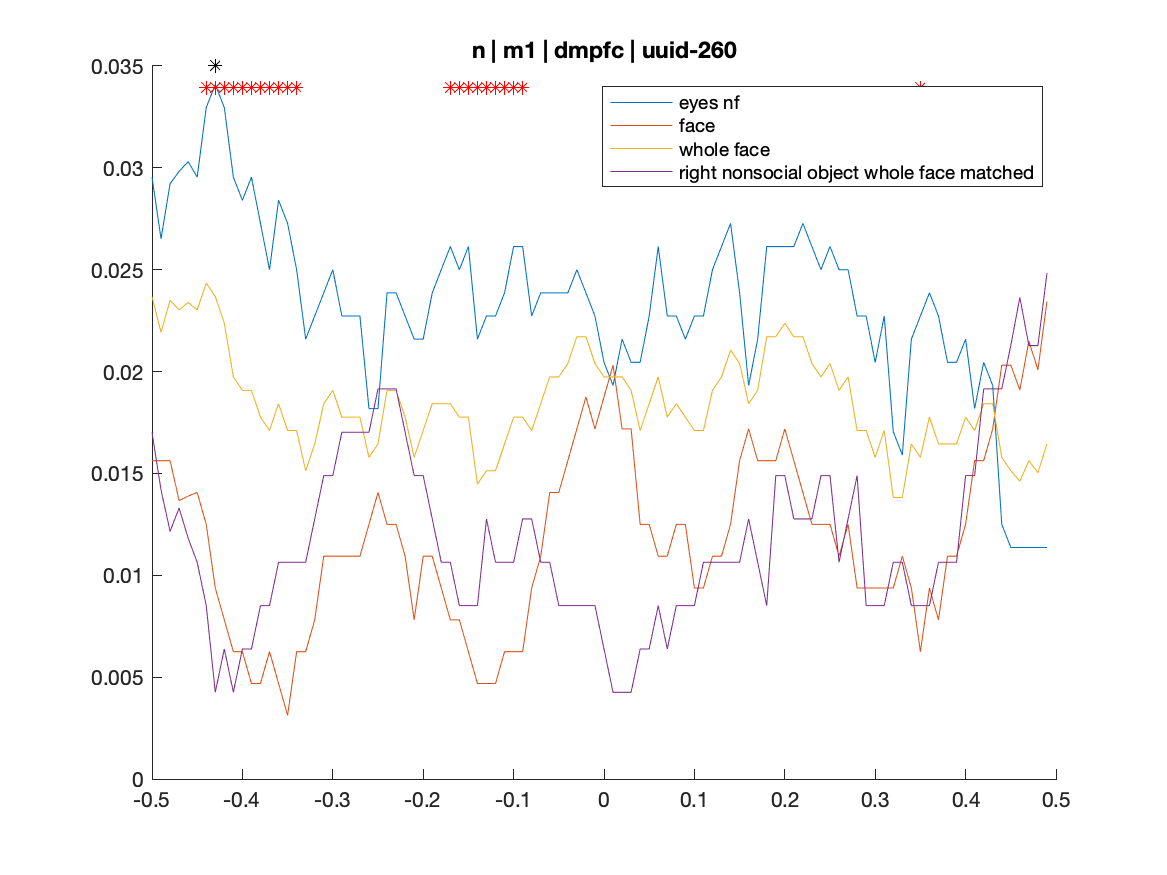 n | m1 | dmpfc | uuid-260
0.035
0.03
0.025
0.02
0.015
0.01
0.005
0
eyes nf
face
whole face
right nonsocial object whole face matched
-0.5 -0.4 -0.3 -0.2 -0.1 0 0.1 0.2 0.3 0.4 0.5